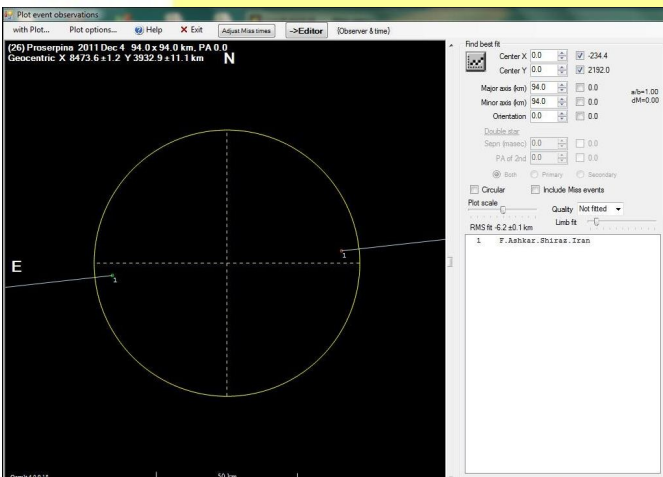 Plot event observations
with Plot... Plot options... Help Exit Adjust Miss times ->Editor {Observer & time}
(26) Proserpina 2011 Dec 4 94.0 x 94.0 km, PA 0.0
Geocentric X 8473.6 ±1.2 Y 3932.9 ±11.1 km
N
E
1
1
50 km
Find best fit
Center X 0.0 -234.4
Center Y 0.0 2192.0
Major axis (km) 94.0 0.0 a/b=1.00
Minor axis (km) 94.0 0.0 dM=0.00
Orientation 0.0 0.0
Double star
Sepn (masec) 0.0 0.0
PA of 2nd 0.0 0.0
Both Primary Secondary
Circular Include Miss events
Plot scale Quality Not fitted
RMS fit -6.2 ±0.1 km Limb fit
1 F.Ashkar.Shiraz.Iran